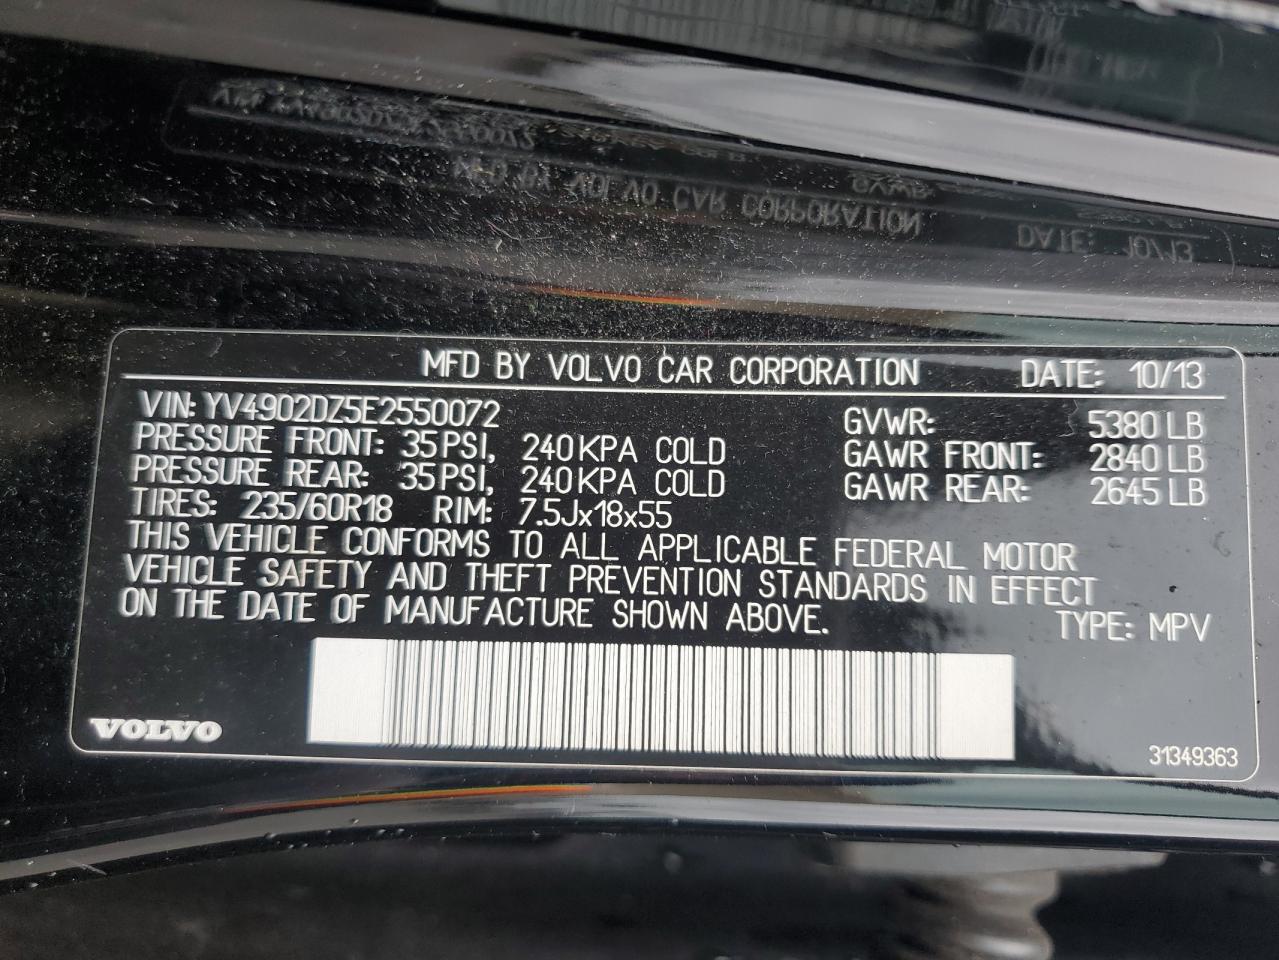 MFD BY VOLVO CAR CORPORATION DATE: 10/13
VIN: YV4902DZ5E2550072 GVWR: 5380 LB
PRESSURE FRONT: 35 PSI, 240 KPA COLD GAWR FRONT: 2840 LB
PRESSURE REAR: 35 PSI, 240 KPA COLD GAWR REAR: 2645 LB
TIRES: 235/60R18 RIM: 7.5Jx18x55
THIS VEHICLE CONFORMS TO ALL APPLICABLE FEDERAL MOTOR
VEHICLE SAFETY AND THEFT PREVENTION STANDARDS IN EFFECT
ON THE DATE OF MANUFACTURE SHOWN ABOVE. TYPE: MPV
VOLVO
31349363